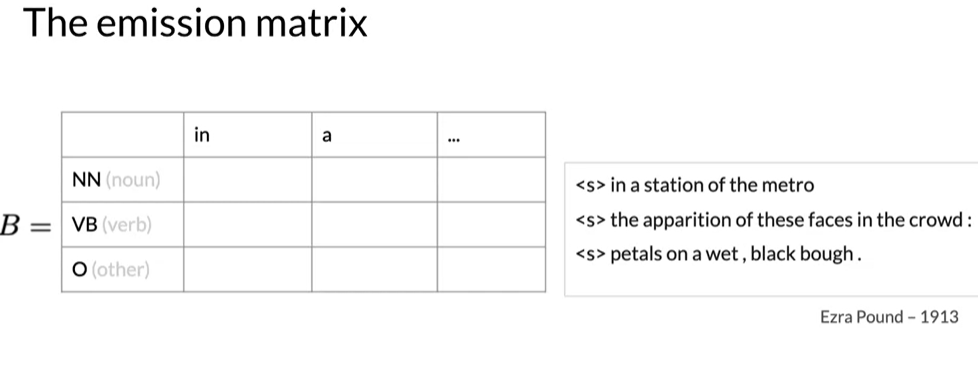 The emission matrix
in a ...
NN (noun)
B = VB (verb)
O (other)
<s> in a station of the metro
<s> the apparition of these faces in the crowd :
<s> petals on a wet , black bough .
Ezra Pound – 1913